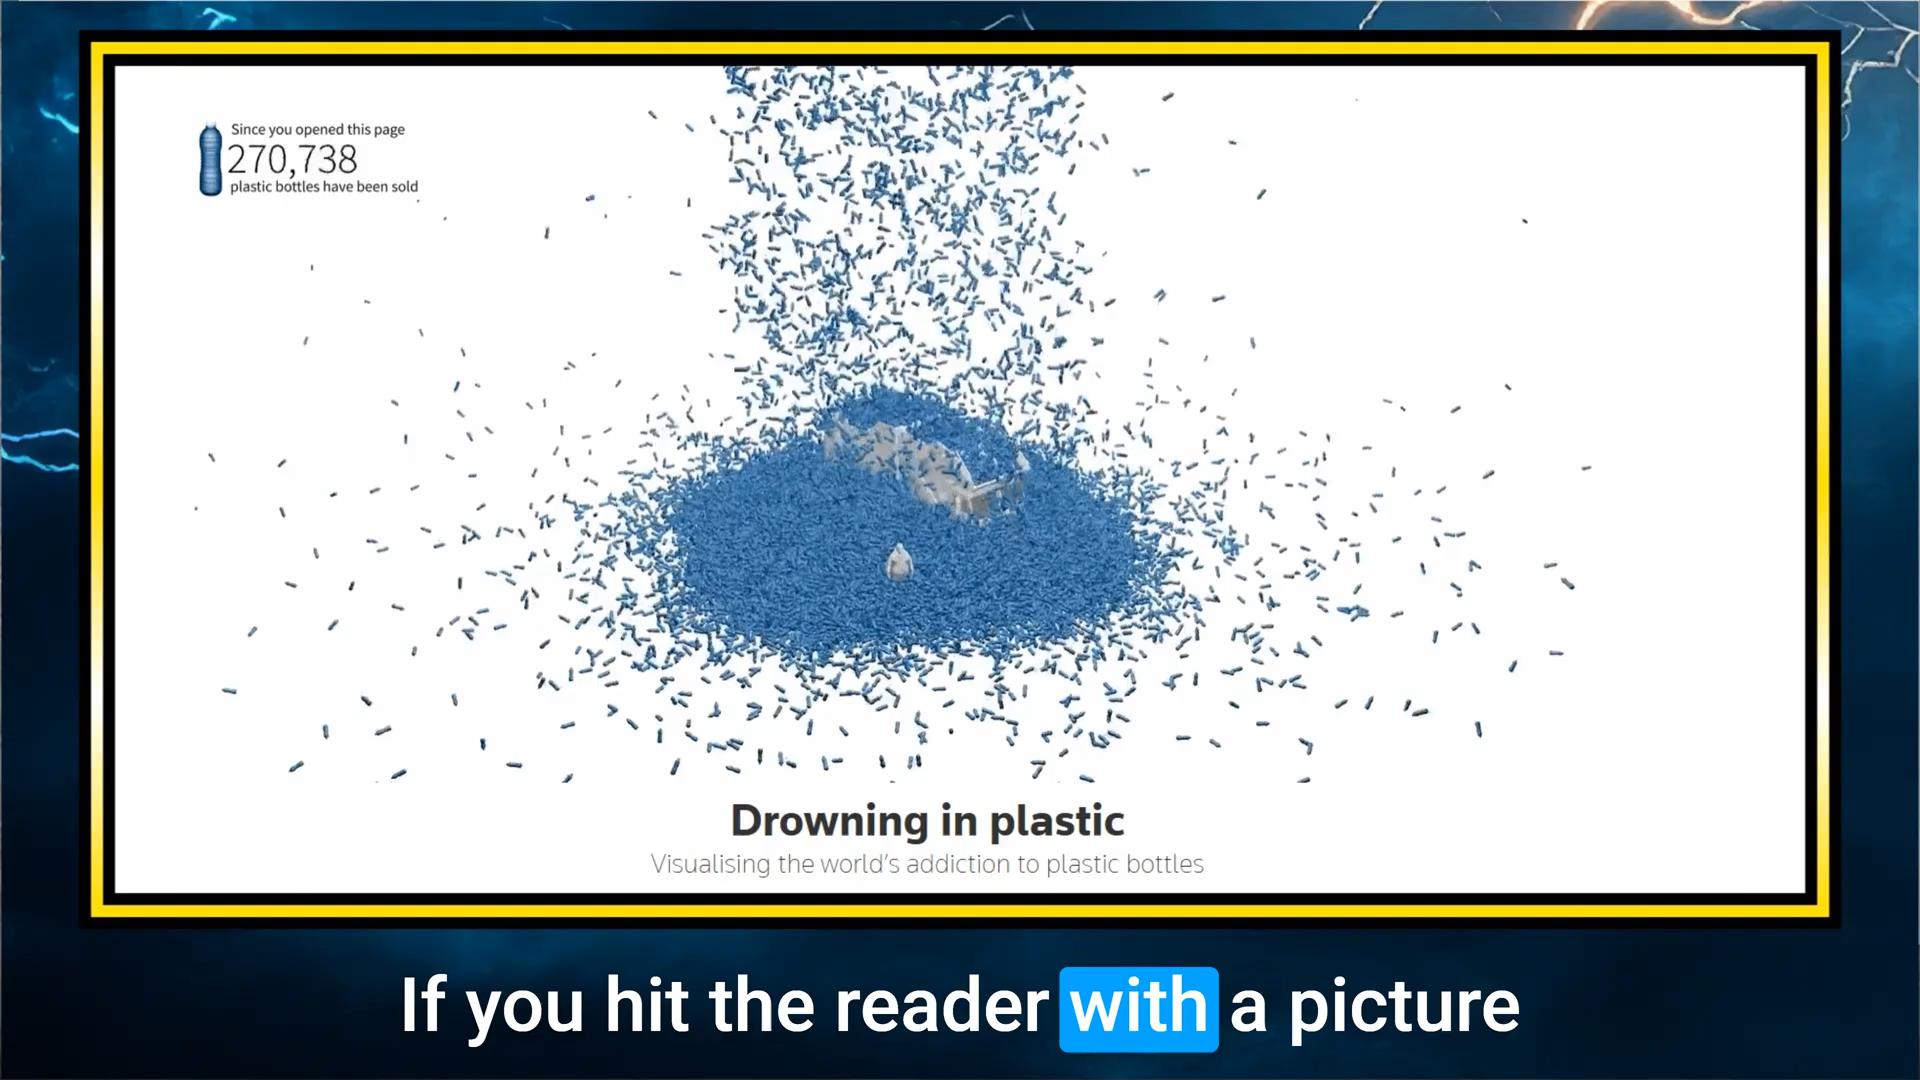 Since you opened this page
270,738
plastic bottles have been sold
Drowning in plastic
Visualising the world’s addiction to plastic bottles
If you hit the reader with a picture